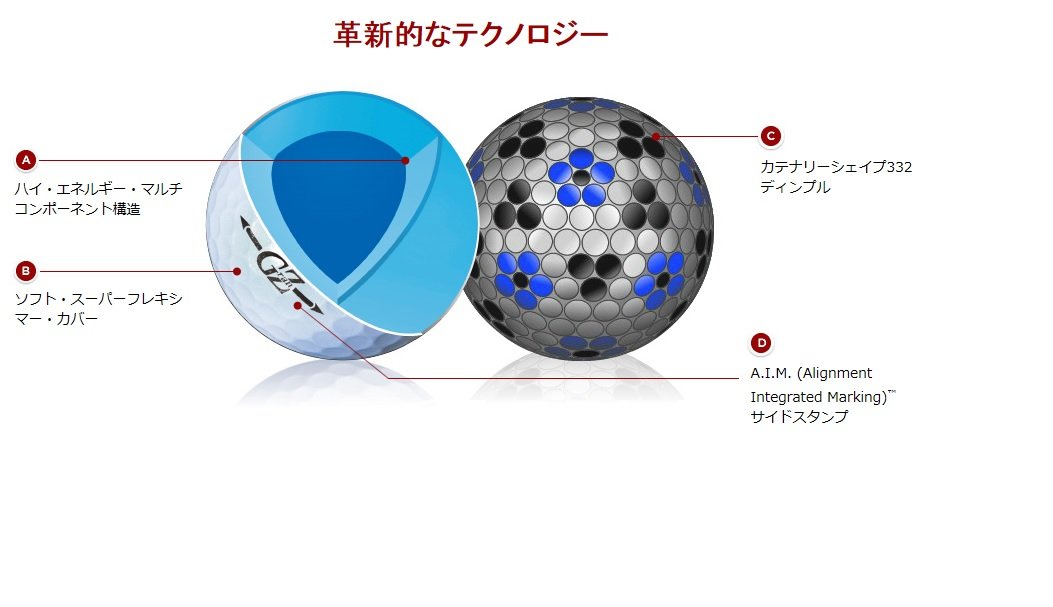 革新的なテクノロジー
A
ハイ・エネルギー・マルチ
コンポーネント構造
B
ソフト・スーパーフレキシ
マー・カバー
C
カテナリーシェイプ332
ディンプル
D
A.I.M. (Alignment
Integrated Marking)™
サイドスタンプ